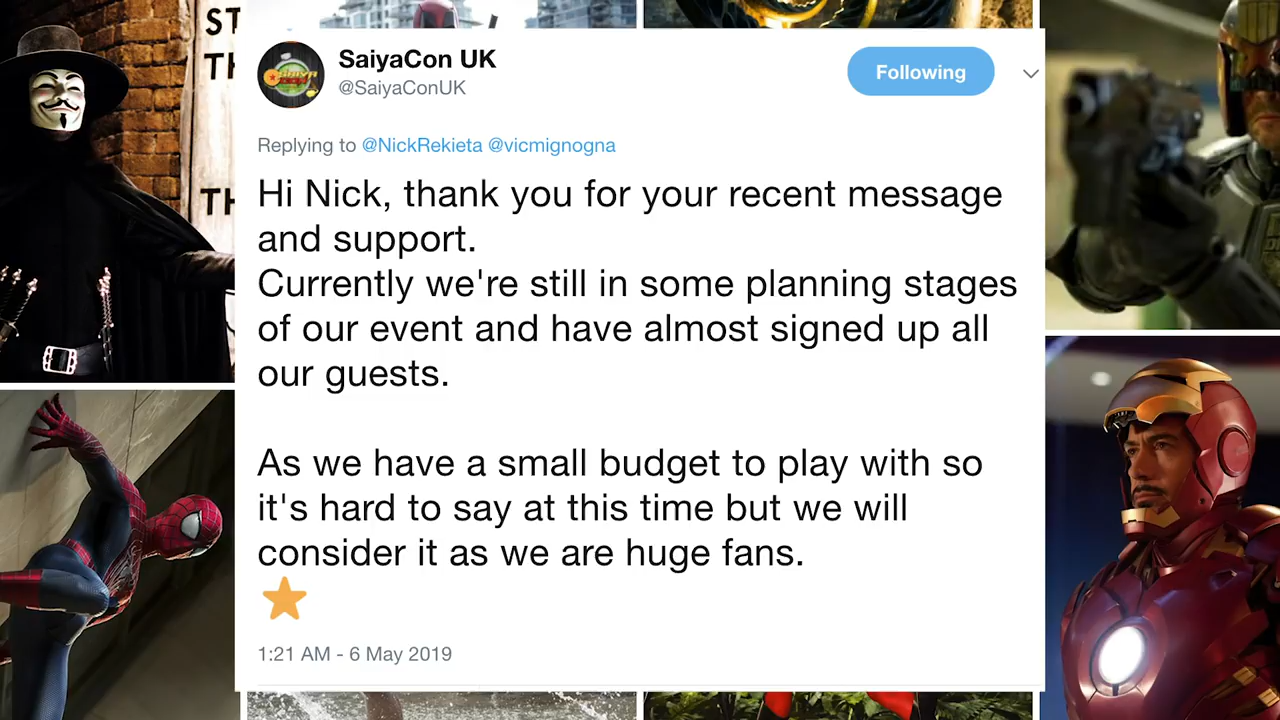 ST
TH
TH
SaiyaCon UK
@SaiyaConUK
Following
Replying to @NickRekieta @vicmignogna
Hi Nick, thank you for your recent message
and support.
Currently we're still in some planning stages
of our event and have almost signed up all
our guests.
As we have a small budget to play with so
it's hard to say at this time but we will
consider it as we are huge fans.
1:21 AM - 6 May 2019